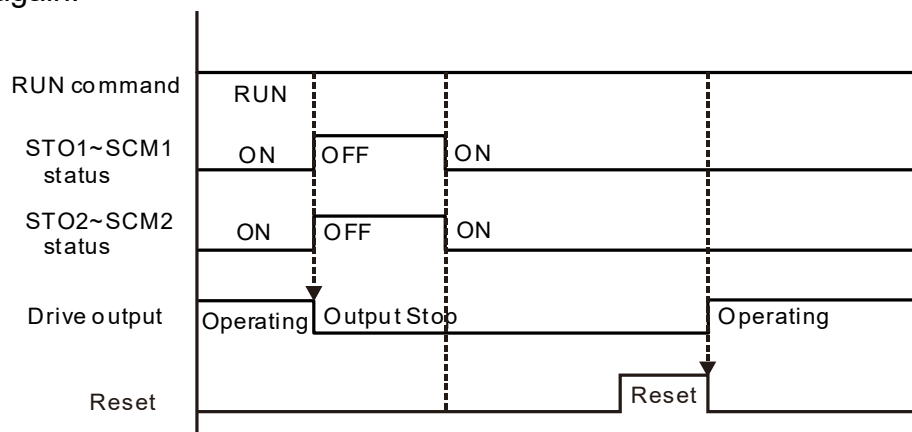 again.
RUN command
RUN
STO1~SCM1
status
ON OFF ON
STO2~SCM2
status
ON OFF ON
Drive output
Operating Output Stop Operating
Reset
Reset